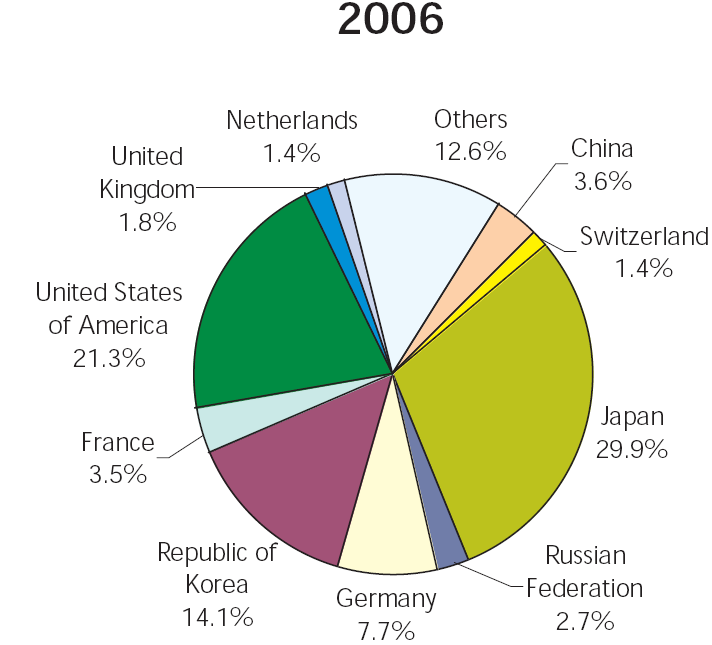 2006
Netherlands
1.4%
Others
12.6%
China
3.6%
United
Kingdom
1.8%
Switzerland
1.4%
United States
of America
21.3%
Japan
29.9%
France
3.5%
Republic of
Korea
14.1%
Germany
7.7%
Russian
Federation
2.7%